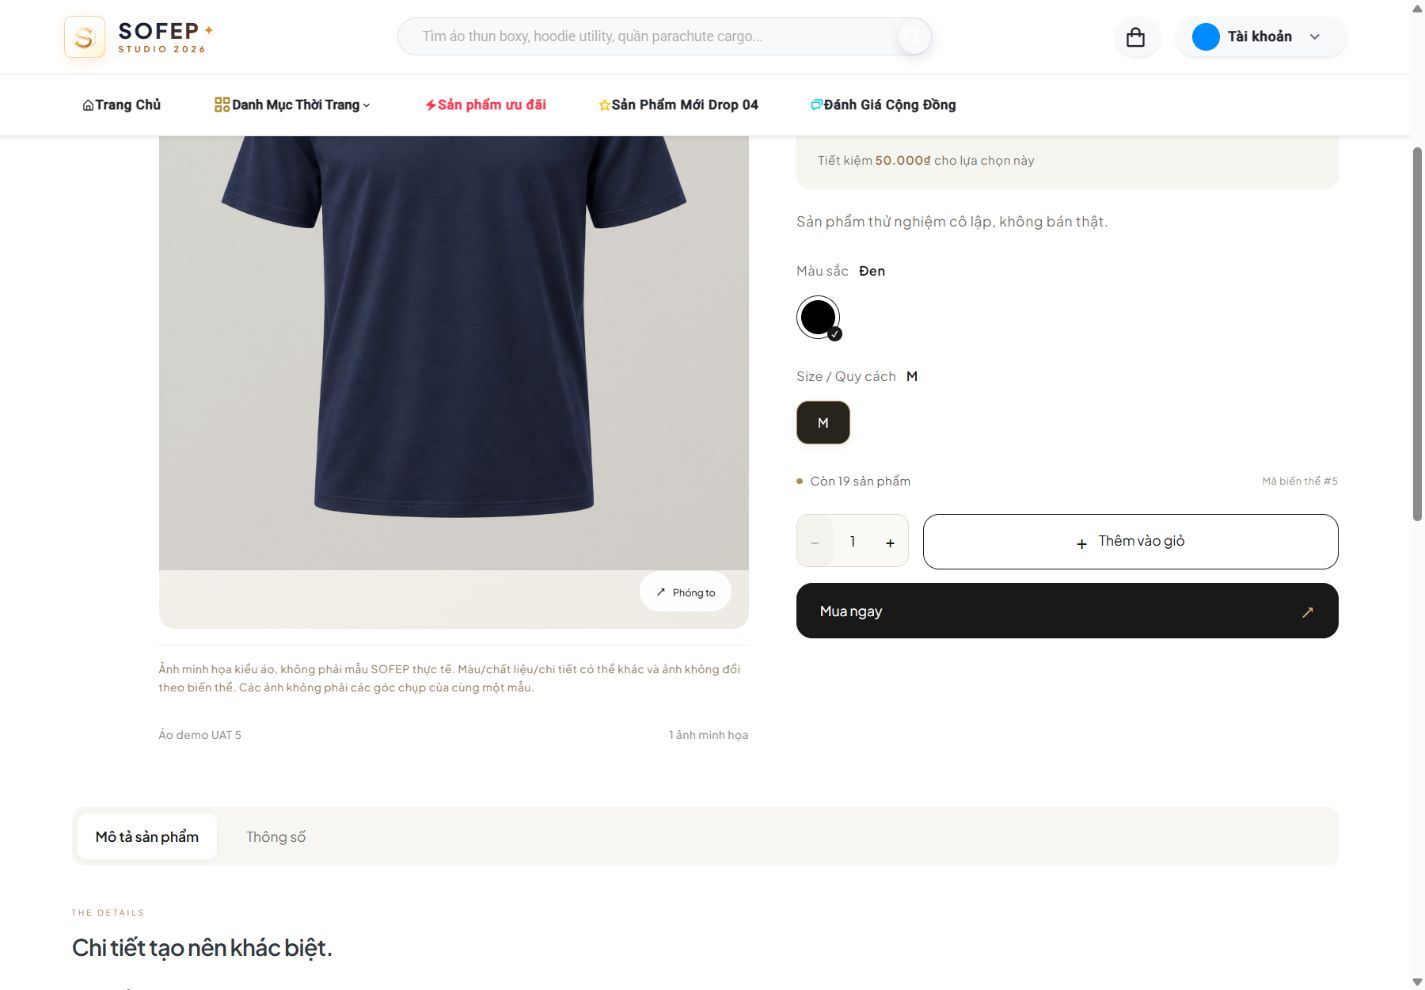 SOFEP
STUDIO 2026
Tìm áo thun boxy, hoodie utility, quần parachute cargo...
Tài khoản
Trang Chủ
Danh Mục Thời Trang
Sản phẩm ưu đãi
Sản Phẩm Mới Drop 04
Đánh Giá Cộng Đồng
Tiết kiệm 50.000₫ cho lựa chọn này
Sản phẩm thử nghiệm cô lập, không bán thật.
Màu sắc Đen
Size / Quy cách M
M
Còn 19 sản phẩm
Mã biến thể #5
− 1 +
+ Thêm vào giỏ
Mua ngay ↗
↗ Phóng to
Ảnh minh họa kiểu áo, không phải mẫu SOFEP thực tế. Màu/chất liệu/chi tiết có thể khác và ảnh không đổi
theo biến thể. Các ảnh không phải các góc chụp của cùng một mẫu.
Áo demo UAT 5
1 ảnh minh họa
Mô tả sản phẩm
Thông số
THE DETAILS
Chi tiết tạo nên khác biệt.